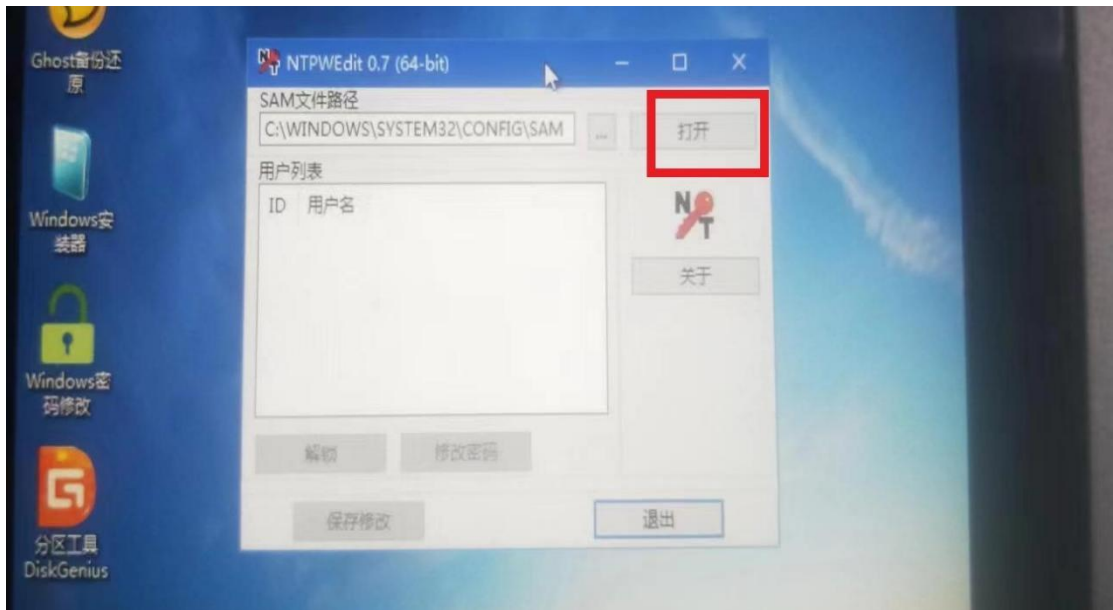 Ghost备份还
原
Windows安
装器
Windows密
码修改
分区工具
DiskGenius
NTPWEdit 0.7 (64-bit)
SAM文件路径
C:\WINDOWS\SYSTEM32\CONFIG\SAM
...
打开
用户列表
ID 用户名
NT
关于
解锁
修改密码
保存修改
退出